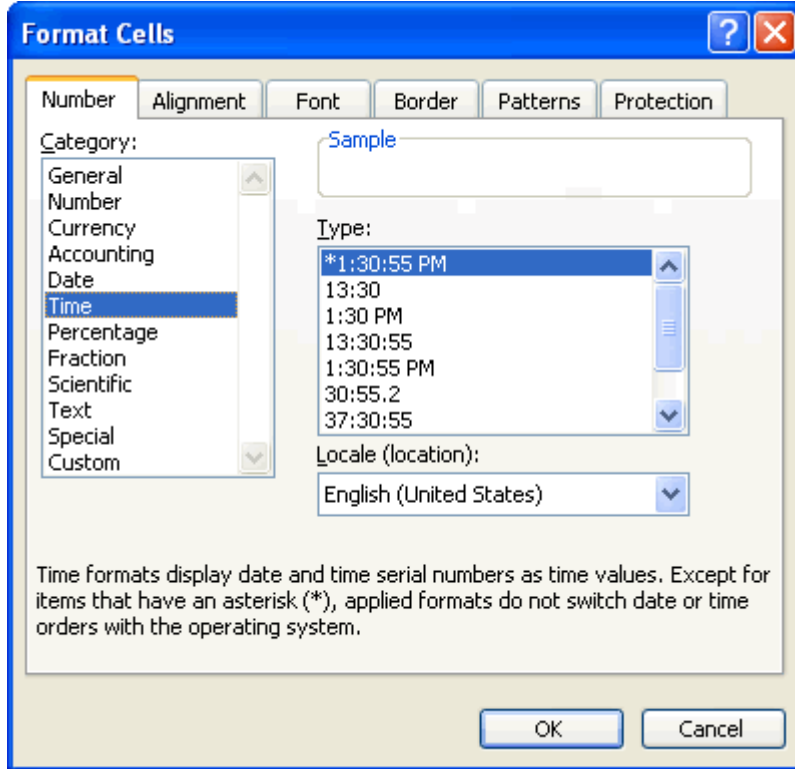 Format Cells
Number
Alignment
Font
Border
Patterns
Protection
Category:
General
Number
Currency
Accounting
Date
Time
Percentage
Fraction
Scientific
Text
Special
Custom
Sample
Type:
*1:30:55 PM
13:30
1:30 PM
13:30:55
1:30:55 PM
30:55.2
37:30:55
Locale (location):
English (United States)
Time formats display date and time serial numbers as time values. Except for
items that have an asterisk (*), applied formats do not switch date or time
orders with the operating system.
OK
Cancel